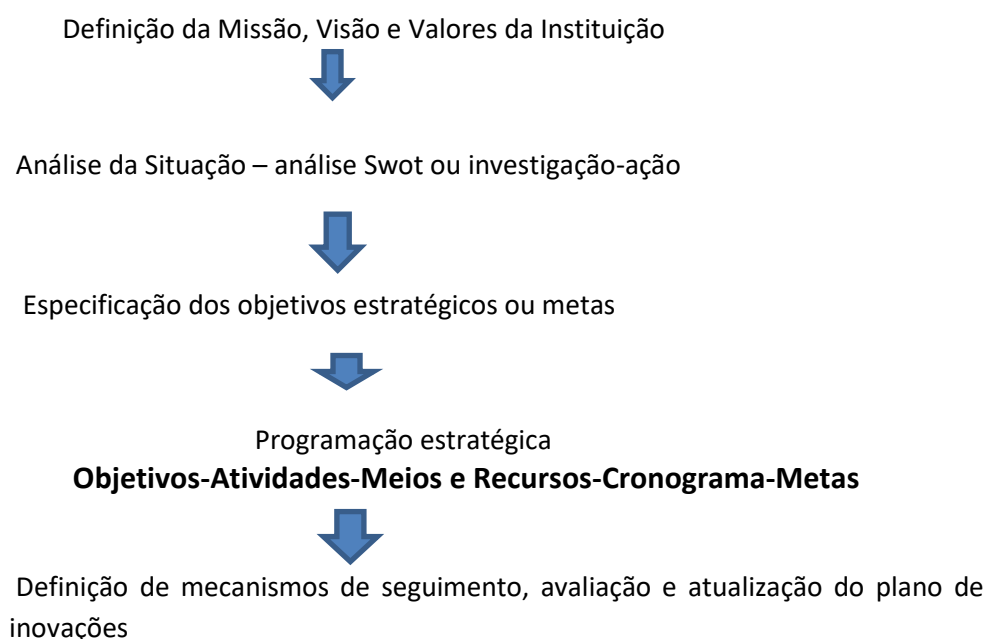 Definição da Missão, Visão e Valores da Instituição
Análise da Situação – análise Swot ou investigação-ação
Especificação dos objetivos estratégicos ou metas
Programação estratégica
Objetivos-Atividades-Meios e Recursos-Cronograma-Metas
Definição de mecanismos de seguimento, avaliação e atualização do plano de
inovações